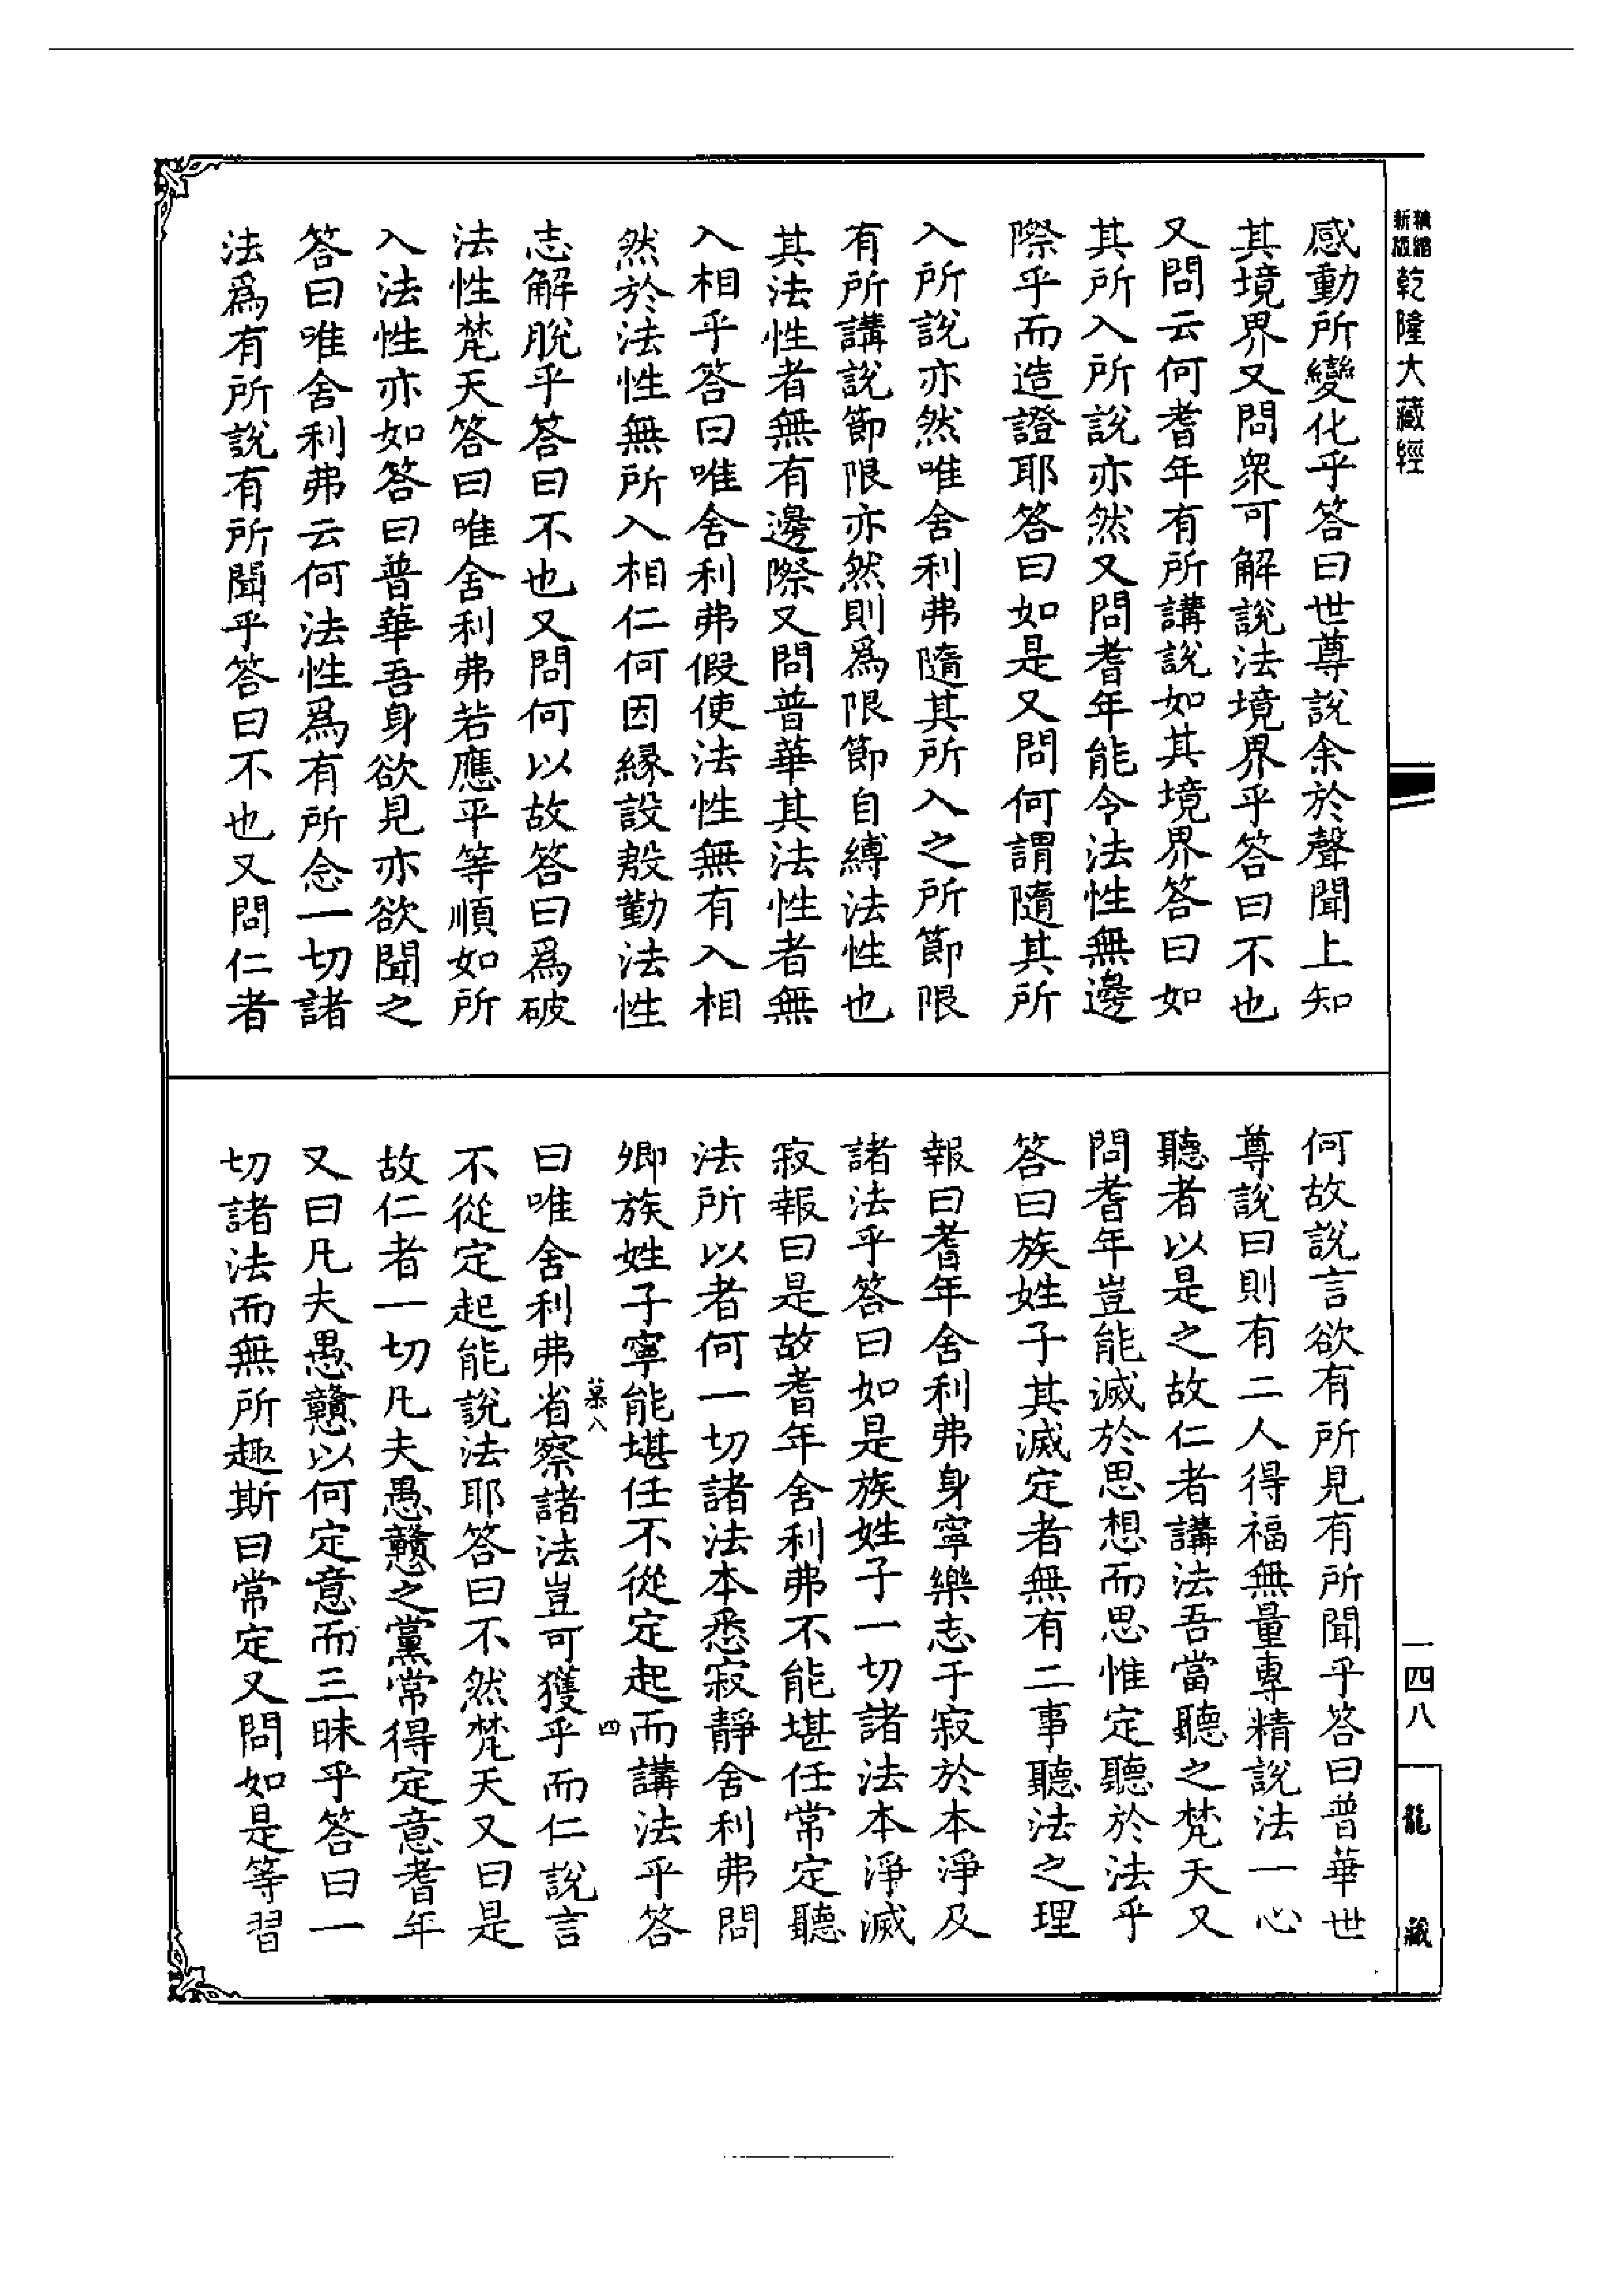 感動所變化乎答曰世尊說余於聲聞上知
其境界又問衆可解說法境界乎答曰不也
又問云何耆年有所講說如其境界答曰如
其所入所說亦然又問耆年能令法性無邊
際乎而造證耶答曰如是又問何謂隨其所
入所說亦然唯舍利弗隨其所入之所節限
有所講說節限亦然則爲限節自縛法性也
其法性者無有邊際又問普華其法性者無
入相乎答曰唯舍利弗假使法性無有入相
然於法性無所入相仁何因緣設殷勤法性
志解脫乎答曰不也又問何以故答曰爲破
法性梵天答曰唯舍利弗若應平等順如所
入法性亦如答曰普華吾身欲見亦欲聞之
答曰唯舍利弗云何法性爲有所念一切諸
法爲有所說有所聞乎答曰不也又問仁者
何故說言欲有所見有所聞乎答曰普華世
尊說曰則有二人得福無量專精說法一心
聽者以是之故仁者講法吾當聽之梵天又
問耆年豈能滅於思想而思惟定聽於法乎
答曰族姓子其滅定者無有二事聽法之理
報曰耆年舍利弗身寧樂志于寂於本淨及
諸法乎答曰如是族姓子一切諸法本淨滅
寂報曰是故耆年舍利弗不能堪任常定聽
法所以者何一切諸法本悉寂靜舍利弗問
卿族姓子寧能堪任不從定起而講法乎答
曰唯舍利弗省察諸法豈可獲乎而仁說言
不從定起能說法耶答曰不然梵天又曰是
故仁者一切凡夫愚戇之黨常得定意耆年
又曰凡夫愚戇以何定意而三昧乎答曰一
切諸法而無所趣斯曰常定又問如是等習
乾隆大藏經
一四八
龍藏